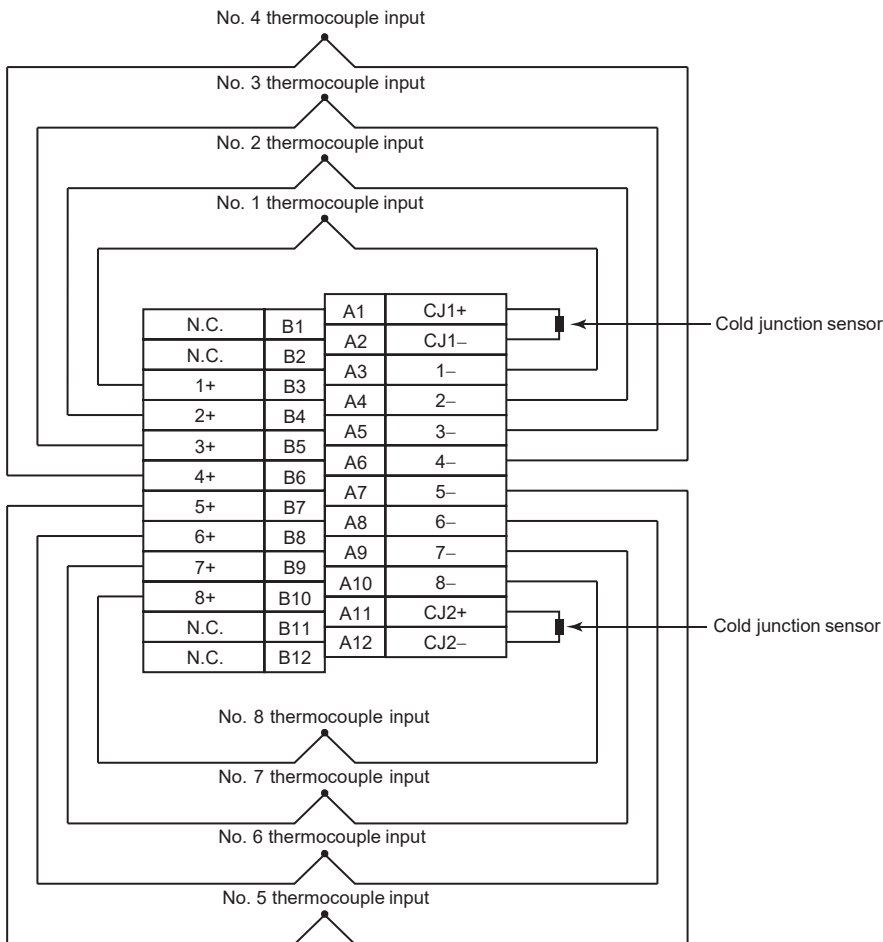 No. 4 thermocouple input
No. 3 thermocouple input
No. 2 thermocouple input
No. 1 thermocouple input
A1 CJ1+
N.C. B1
Cold junction sensor
A2 CJ1–
N.C. B2
A3 1–
1+ B3
A4 2–
2+ B4
A5 3–
3+ B5
A6 4–
4+ B6
A7 5–
5+ B7
A8 6–
6+ B8
A9 7–
7+ B9
A10 8–
8+ B10
A11 CJ2+
N.C. B11
Cold junction sensor
A12 CJ2–
N.C. B12
No. 8 thermocouple input
No. 7 thermocouple input
No. 6 thermocouple input
No. 5 thermocouple input